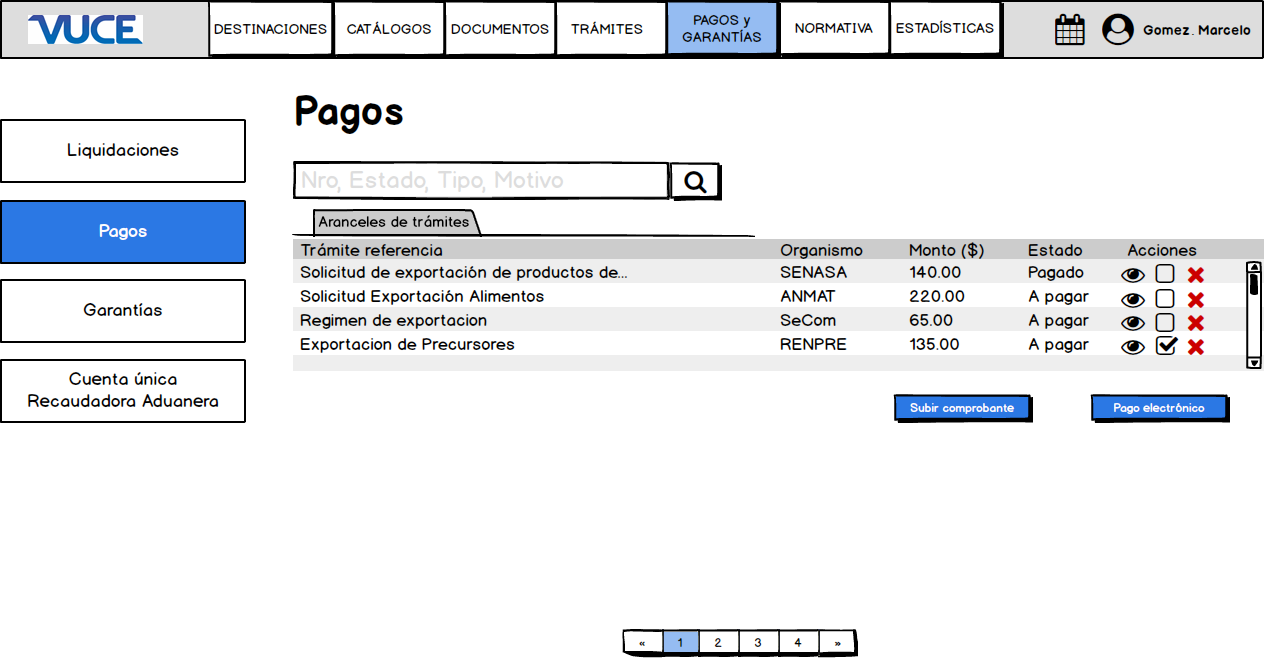 VUCE
DESTINACIONES
CATÁLOGOS
DOCUMENTOS
TRÁMITES
PAGOS y
GARANTÍAS
NORMATIVA
ESTADÍSTICAS
Gomez. Marcelo
Pagos
Liquidaciones
Pagos
Garantías
Cuenta única
Recaudadora Aduanera
Nro, Estado, Tipo, Motivo
Aranceles de trámites
Trámite referencia Organismo Monto ($) Estado Acciones
Solicitud de exportación de productos de... SENASA 140.00 Pagado
Solicitud Exportación Alimentos ANMAT 220.00 A pagar
Regimen de exportacion SeCom 65.00 A pagar
Exportacion de Precursores RENPRE 135.00 A pagar
Subir comprobante
Pago electrónico
« 1 2 3 4 »